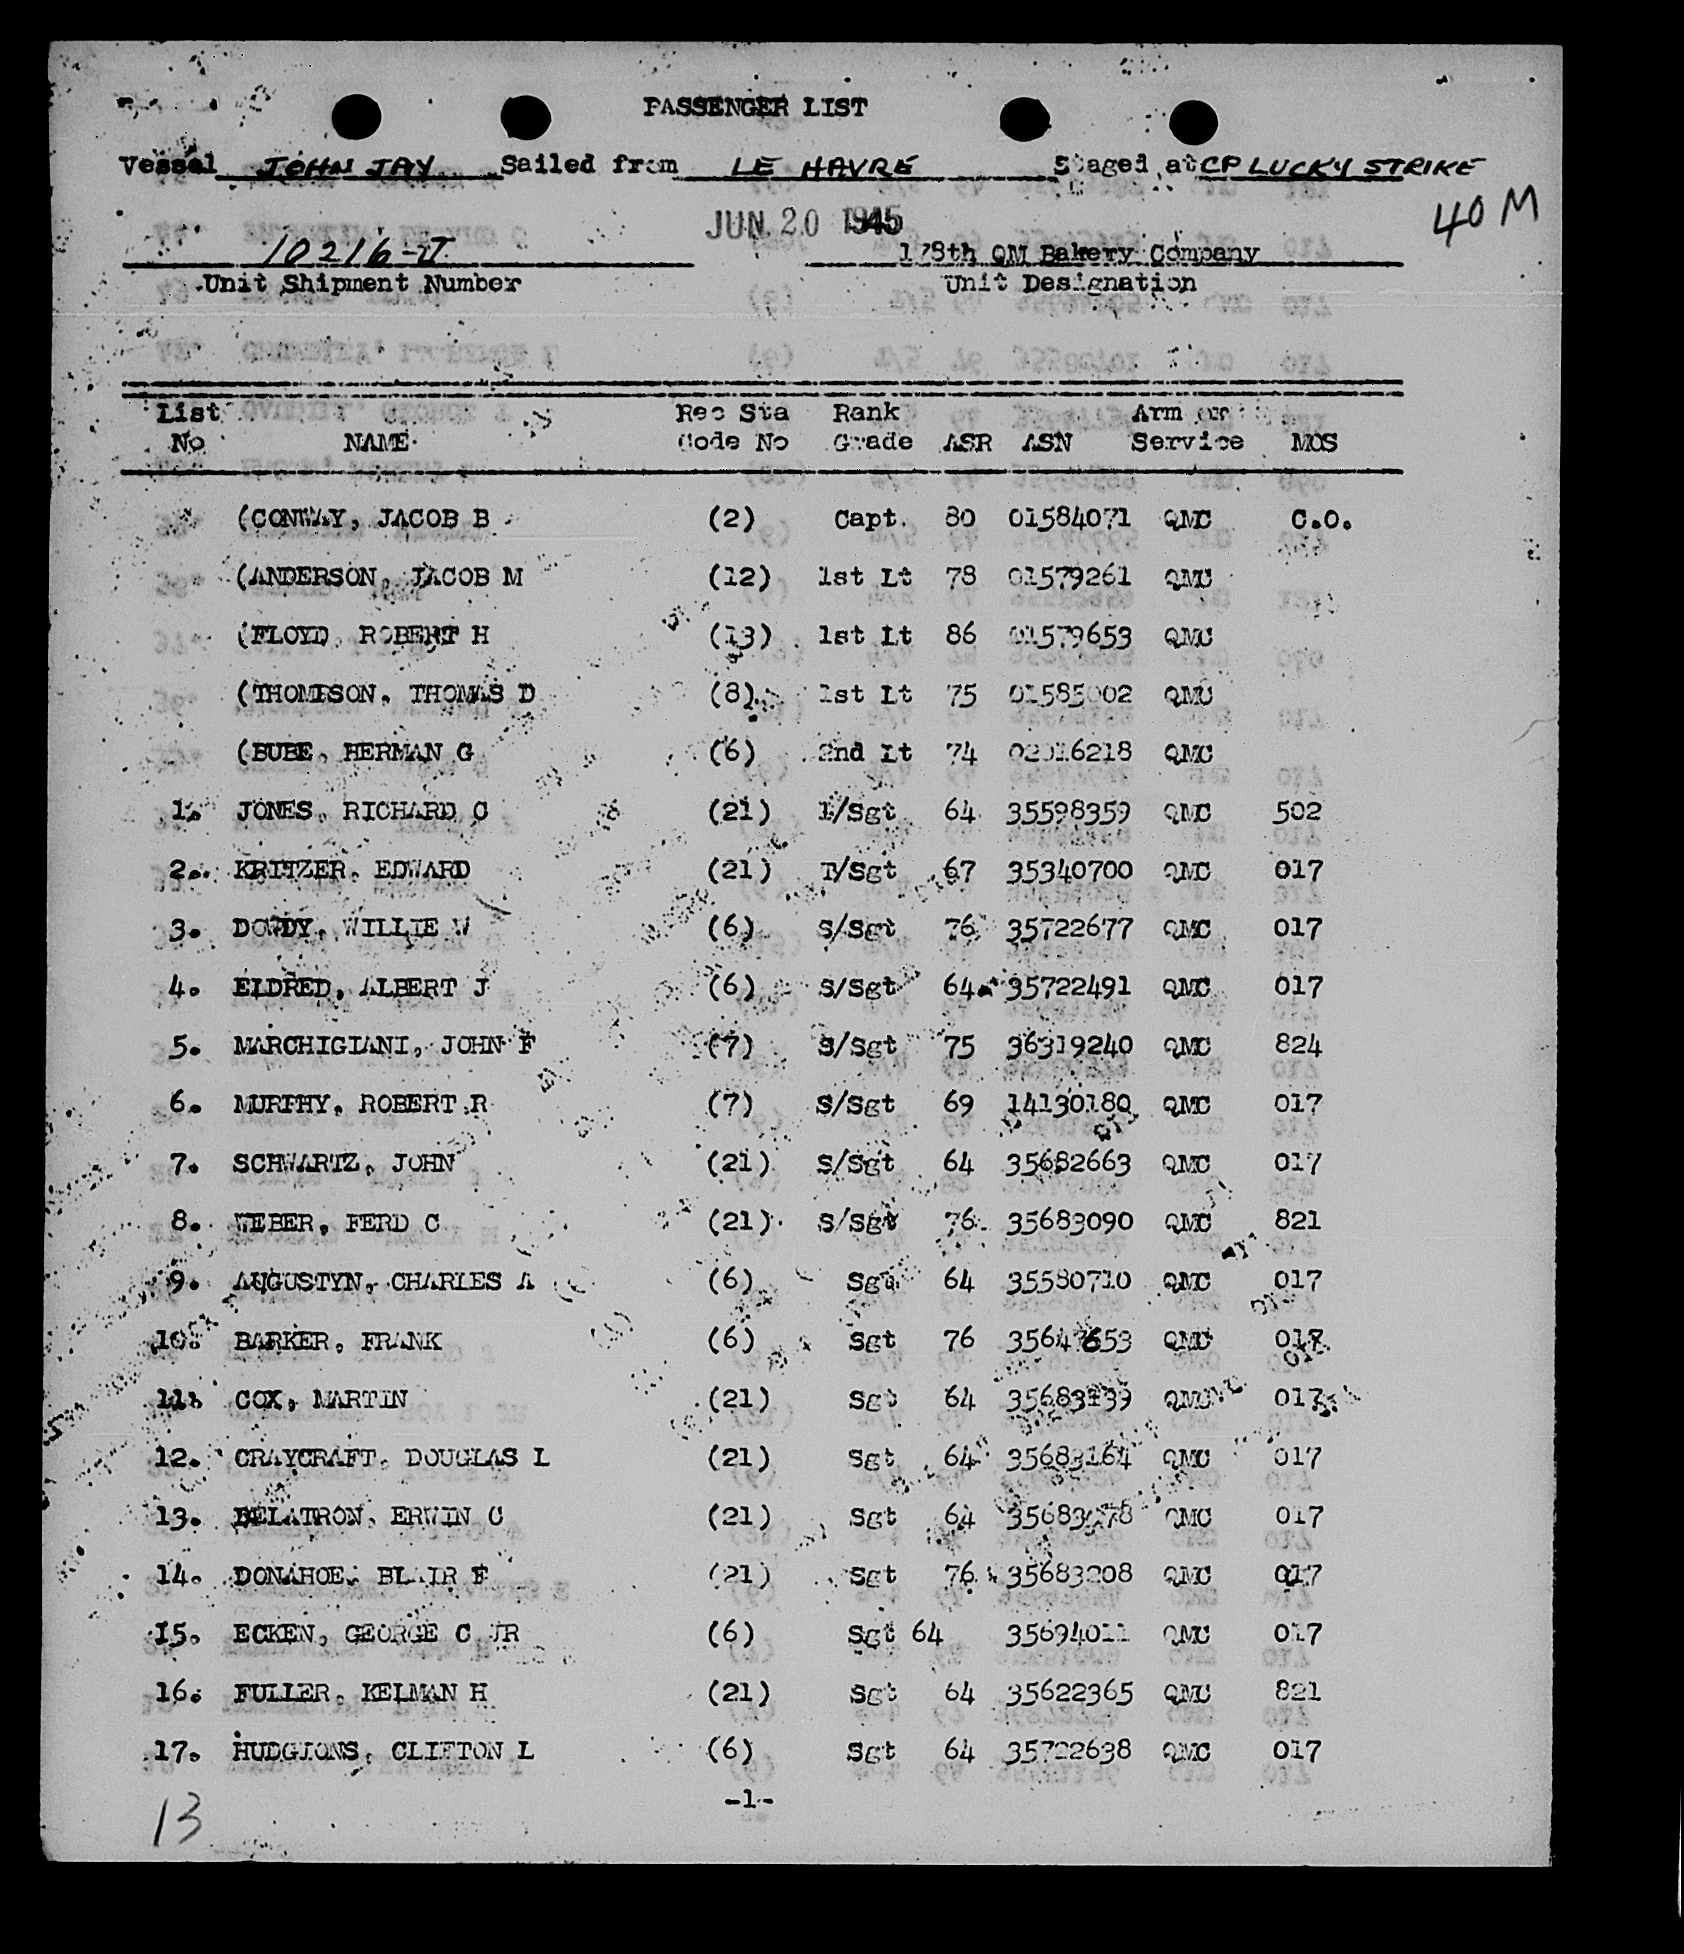 PASSENGER LIST
Vessel JOHN JAY Sailed from LE HAVRE Staged at CP LUCKY STRIKE
40 M
JUN 20 1945
10216-U 178th QM Bakery Company
Unit Shipment Number Unit Designation
List Rec Sta Rank Arm or
No NAME Code No Grade ASR ASN Service MOS
(CONWAY, JACOB B (2) Capt. 80 01584071 QMC C.O.
(ANDERSON, JACOB M (12) 1st Lt 78 01579261 QMC
(FLOYD, ROBERT H (13) 1st Lt 86 01579653 QMC
(THOMPSON, THOMAS D (8) 1st Lt 75 01585002 QMC
(BUBE, HERMAN G (6) 2nd Lt 74 02016218 QMC
1. JONES, RICHARD C (21) 1/Sgt 64 35598359 QMC 502
2. KRITZER, EDWARD (21) T/Sgt 67 35340700 QMC 017
3. DOWDY, WILLIE W (6) S/Sgt 76 35722677 QMC 017
4. ELDRED, ALBERT J (6) S/Sgt 64 35722491 QMC 017
5. MARCHIGIANI, JOHN F (7) S/Sgt 75 36319240 QMC 824
6. MURPHY, ROBERT R (7) S/Sgt 69 14130180 QMC 017
7. SCHWARTZ, JOHN (21) S/Sgt 64 35682663 QMC 017
8. WEBER, FERD C (21) S/Sgt 76 35683090 QMC 821
9. AUGUSTYN, CHARLES A (6) Sgt 64 35580710 QMC 017
10. BARKER, FRANK (6) Sgt 76 35647653 QMC 017
11. COX, MARTIN (21) Sgt 64 35683139 QMC 017
12. CRAYCRAFT, DOUGLAS L (21) Sgt 64 35683164 QMC 017
13. DELATRON, ERWIN C (21) Sgt 64 QMC 017
14. DONAHOE, BLAIR F (21) Sgt 76 35683208 QMC 017
15. ECKEN, GEORGE C JR (6) Sgt 64 35694011 QMC 017
16. FULLER, KELMAN H (21) Sgt 64 35622365 QMC 821
17. HUDGIONS, CLIFTON L (6) Sgt 64 35722638 QMC 017
-1-
13